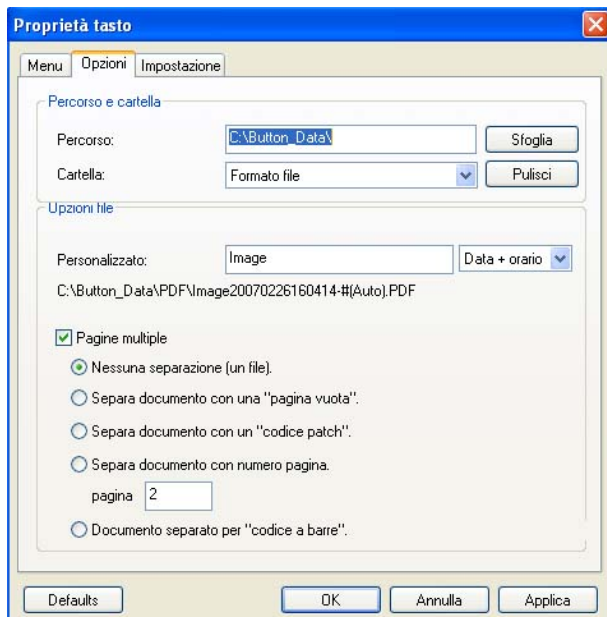 Proprietà tasto
Menu Opzioni Impostazione
Percorso e cartella
Percorso: C:\Button_Data\ Sfoglia
Cartella: Formato file Pulisci
Opzioni file
Personalizzato: Image Data + orario
C:\Button_Data\PDF\Image20070226160414-#(Auto).PDF
Pagine multiple
Nessuna separazione (un file).
Separa documento con una "pagina vuota".
Separa documento con un "codice patch".
Separa documento con numero pagina.
pagina 2
Documento separato per "codice a barre".
Defaults OK Annulla Applica